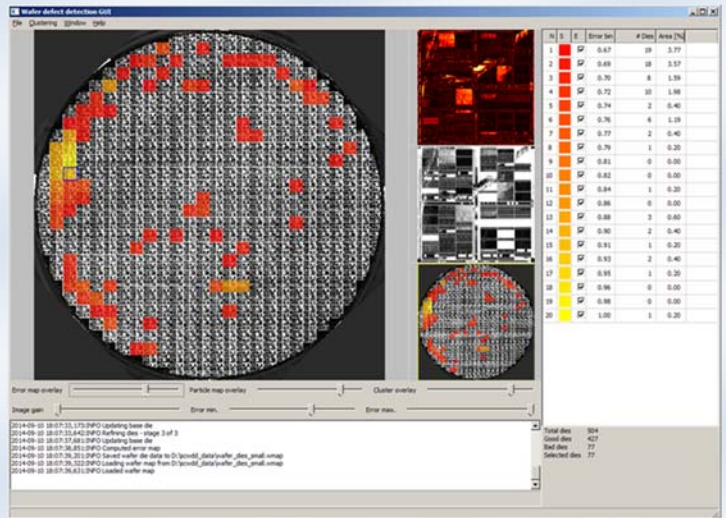 Wafer defect detection GUI
File Clustering Window Help
N S E Error bin # Dies Area [%]
1 0.67 19 3.77
2 0.69 18 3.57
3 0.70 8 1.59
4 0.72 10 1.98
5 0.74 2 0.40
6 0.76 6 1.19
7 0.77 2 0.40
8 0.79 1 0.20
9 0.81 0 0.00
10 0.82 0 0.00
11 0.84 1 0.20
12 0.86 0 0.00
13 0.88 3 0.60
14 0.90 2 0.40
15 0.91 1 0.20
16 0.93 2 0.40
17 0.95 1 0.20
18 0.96 0 0.00
19 0.98 0 0.00
20 1.00 1 0.20
Error map overlay Particle map overlay Cluster overlay
Image gain Error min. Error max.
2014-09-10 18:07:33,173:INFO Updating base die
2014-09-10 18:07:33,642:INFO Refining dies - stage 3 of 3
2014-09-10 18:07:37,681:INFO Updating base die
2014-09-10 18:07:38,851:INFO Computed error map
2014-09-10 18:07:39,201:INFO Saved wafer die data to D:\pcwdd_data\wafer_dies_small.wmap
2014-09-10 18:07:39,322:INFO Loading wafer map from D:\pcwdd_data\wafer_dies_small.wmap
2014-09-10 18:07:39,631:INFO Loaded wafer map
Total dies 504
Good dies 427
Bad dies 77
Selected dies 77